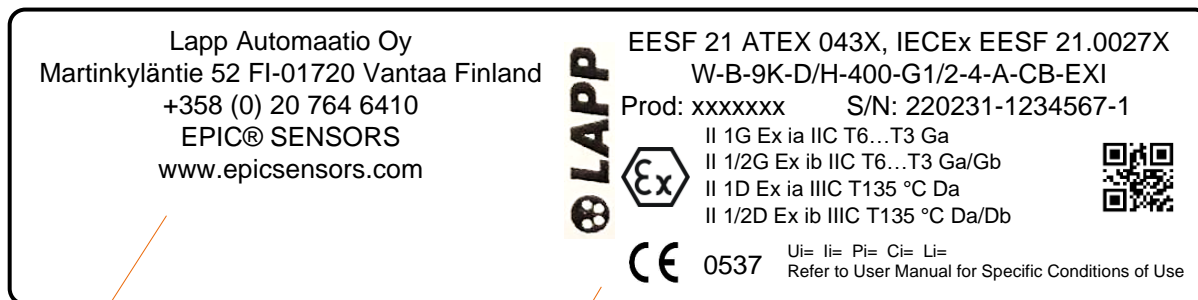 Lapp Automaatio Oy
Martinkyläntie 52 FI-01720 Vantaa Finland
+358 (0) 20 764 6410
EPIC® SENSORS
www.epicsensors.com
LAPP
EESF 21 ATEX 043X, IECEx EESF 21.0027X
W-B-9K-D/H-400-G1/2-4-A-CB-EXI
Prod: xxxxxxx S/N: 220231-1234567-1
II 1G Ex ia IIC T6...T3 Ga
II 1/2G Ex ib IIC T6...T3 Ga/Gb
II 1D Ex ia IIIC T135 °C Da
II 1/2D Ex ib IIIC T135 °C Da/Db
Ex
CE 0537
Ui= Ii= Pi= Ci= Li=
Refer to User Manual for Specific Conditions of Use